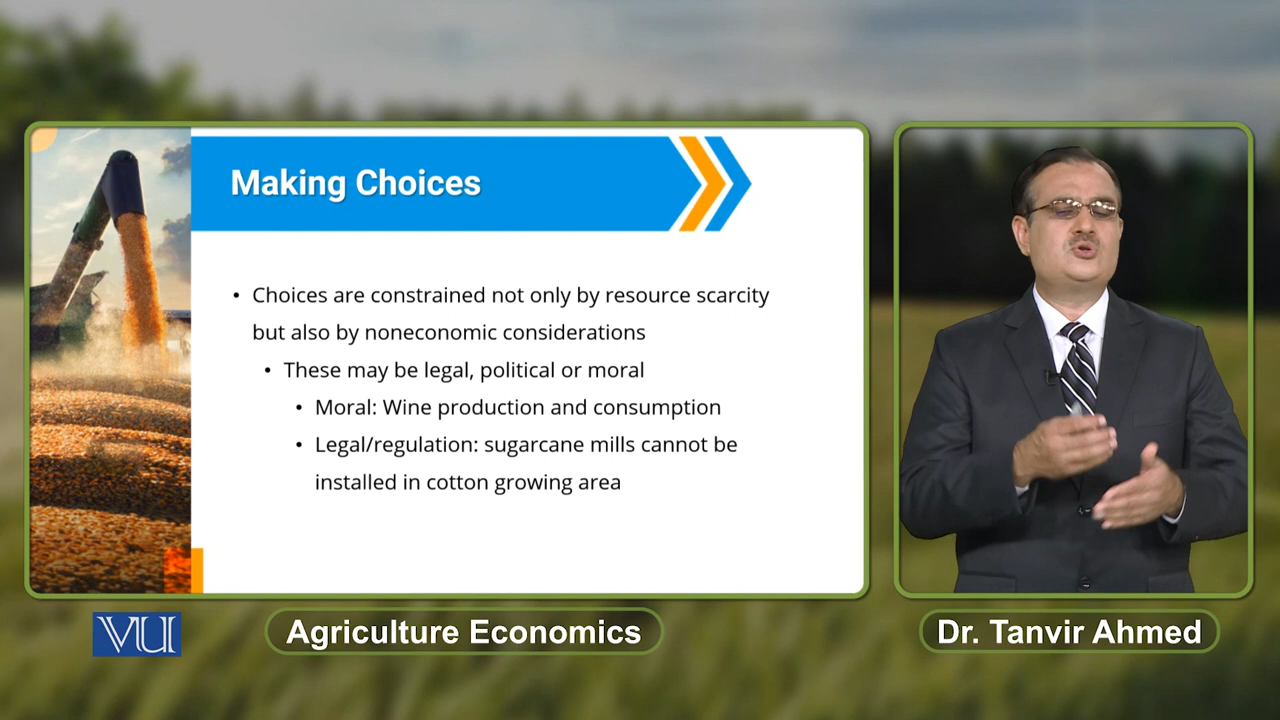 Making Choices
• Choices are constrained not only by resource scarcity
but also by noneconomic considerations
• These may be legal, political or moral
• Moral: Wine production and consumption
• Legal/regulation: sugarcane mills cannot be
installed in cotton growing area
VU
Agriculture Economics
Dr. Tanvir Ahmed